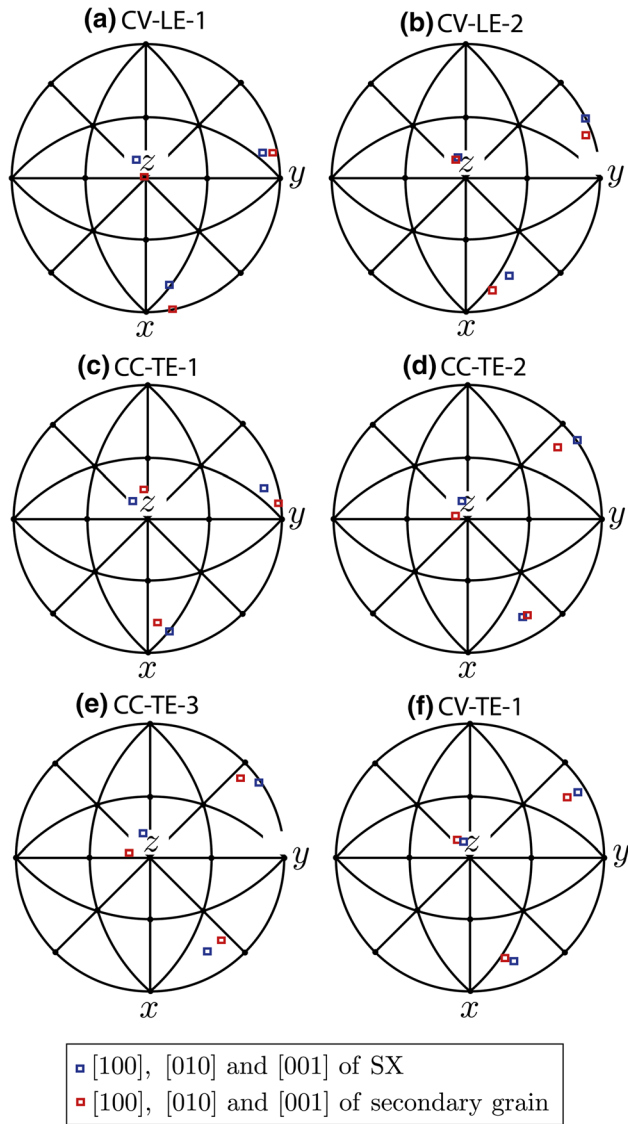 (a) CV-LE-1
(b) CV-LE-2
z
y
x
z
y
x
(c) CC-TE-1
(d) CC-TE-2
z
y
x
z
y
x
(e) CC-TE-3
(f) CV-TE-1
z
y
x
z
y
x
[100], [010] and [001] of SX
[100], [010] and [001] of secondary grain